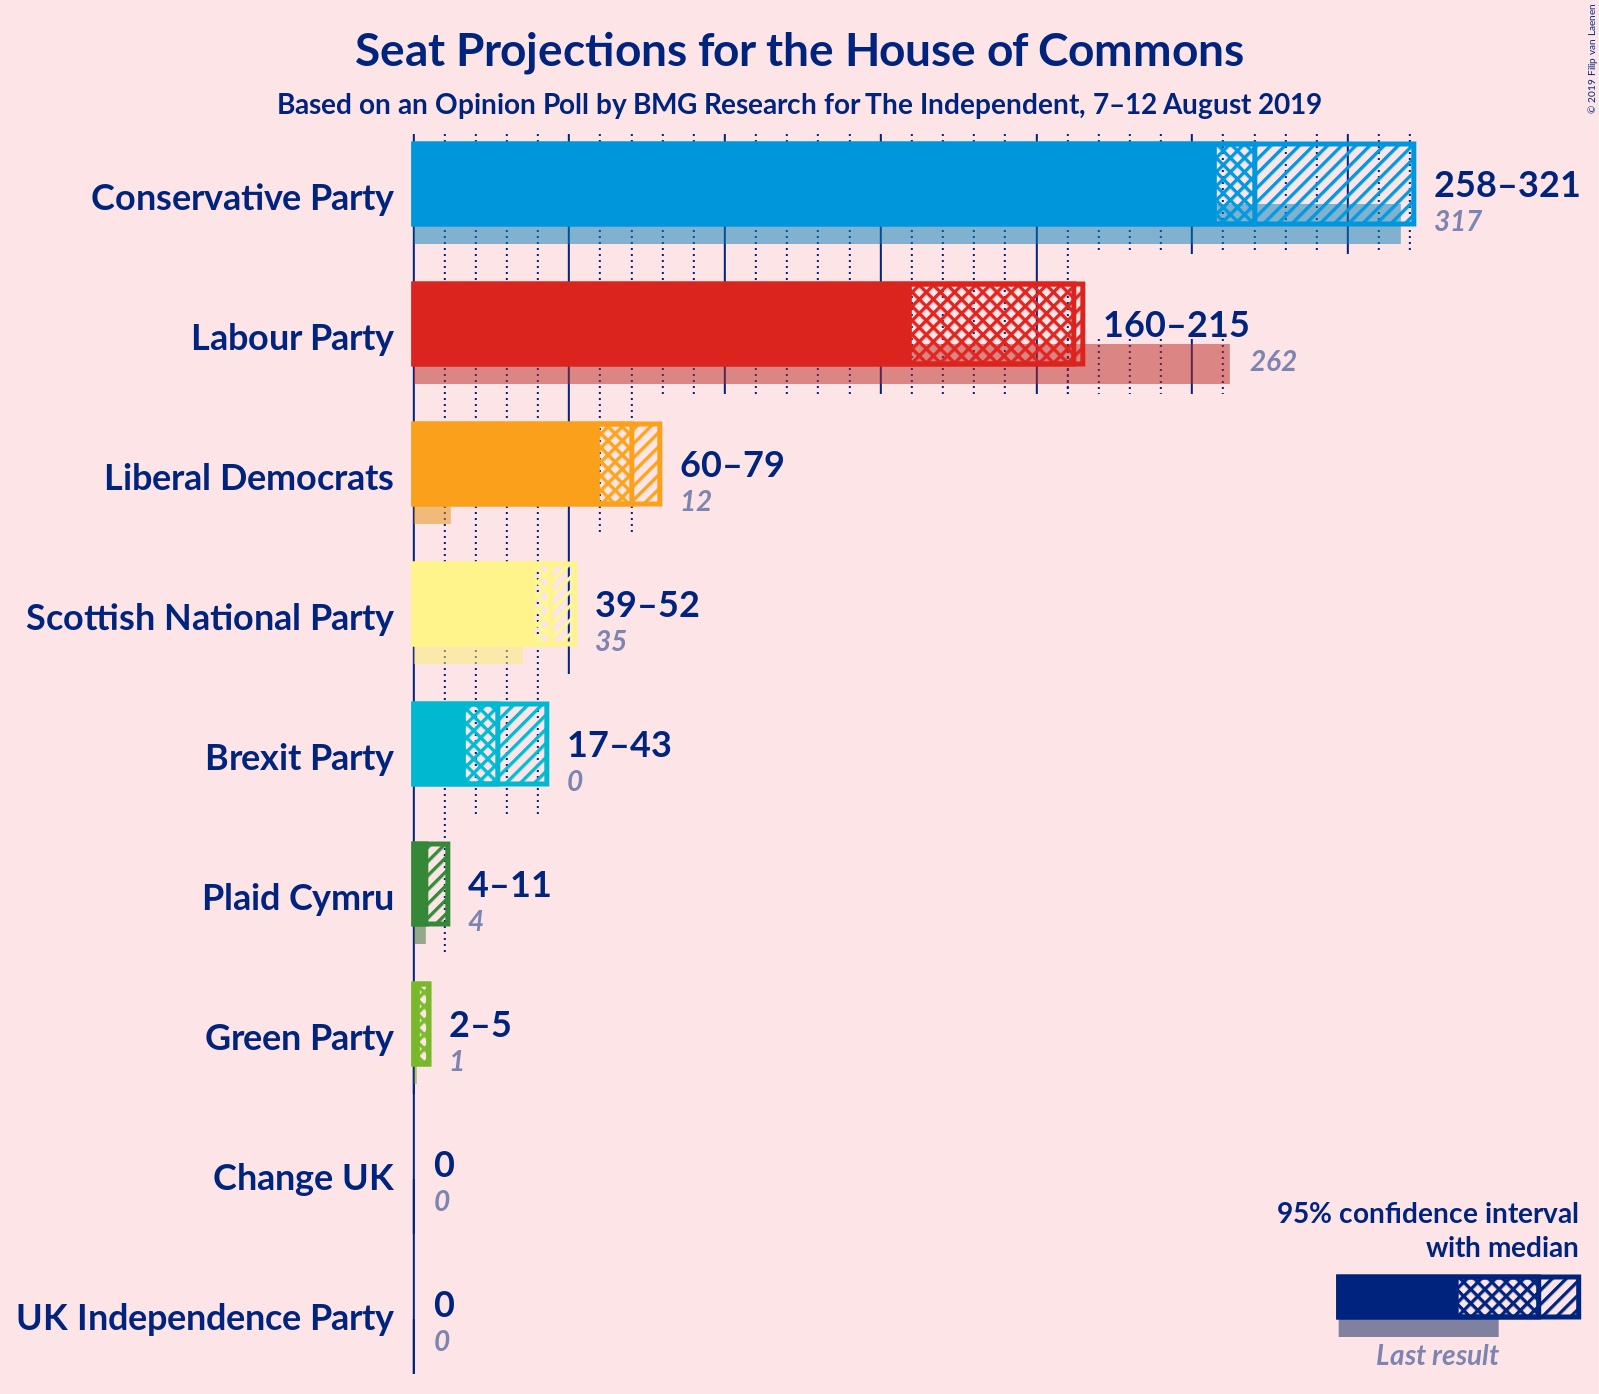 Seat Projections for the House of Commons
Based on an Opinion Poll by BMG Research for The Independent, 7–12 August 2019
© 2019 Filip van Laenen
Conservative Party
258–321
317
Labour Party
160–215
262
Liberal Democrats
60–79
12
Scottish National Party
39–52
35
Brexit Party
17–43
0
Plaid Cymru
4–11
4
Green Party
2–5
1
Change UK
0
0
UK Independence Party
0
0
95% confidence interval
with median
Last result